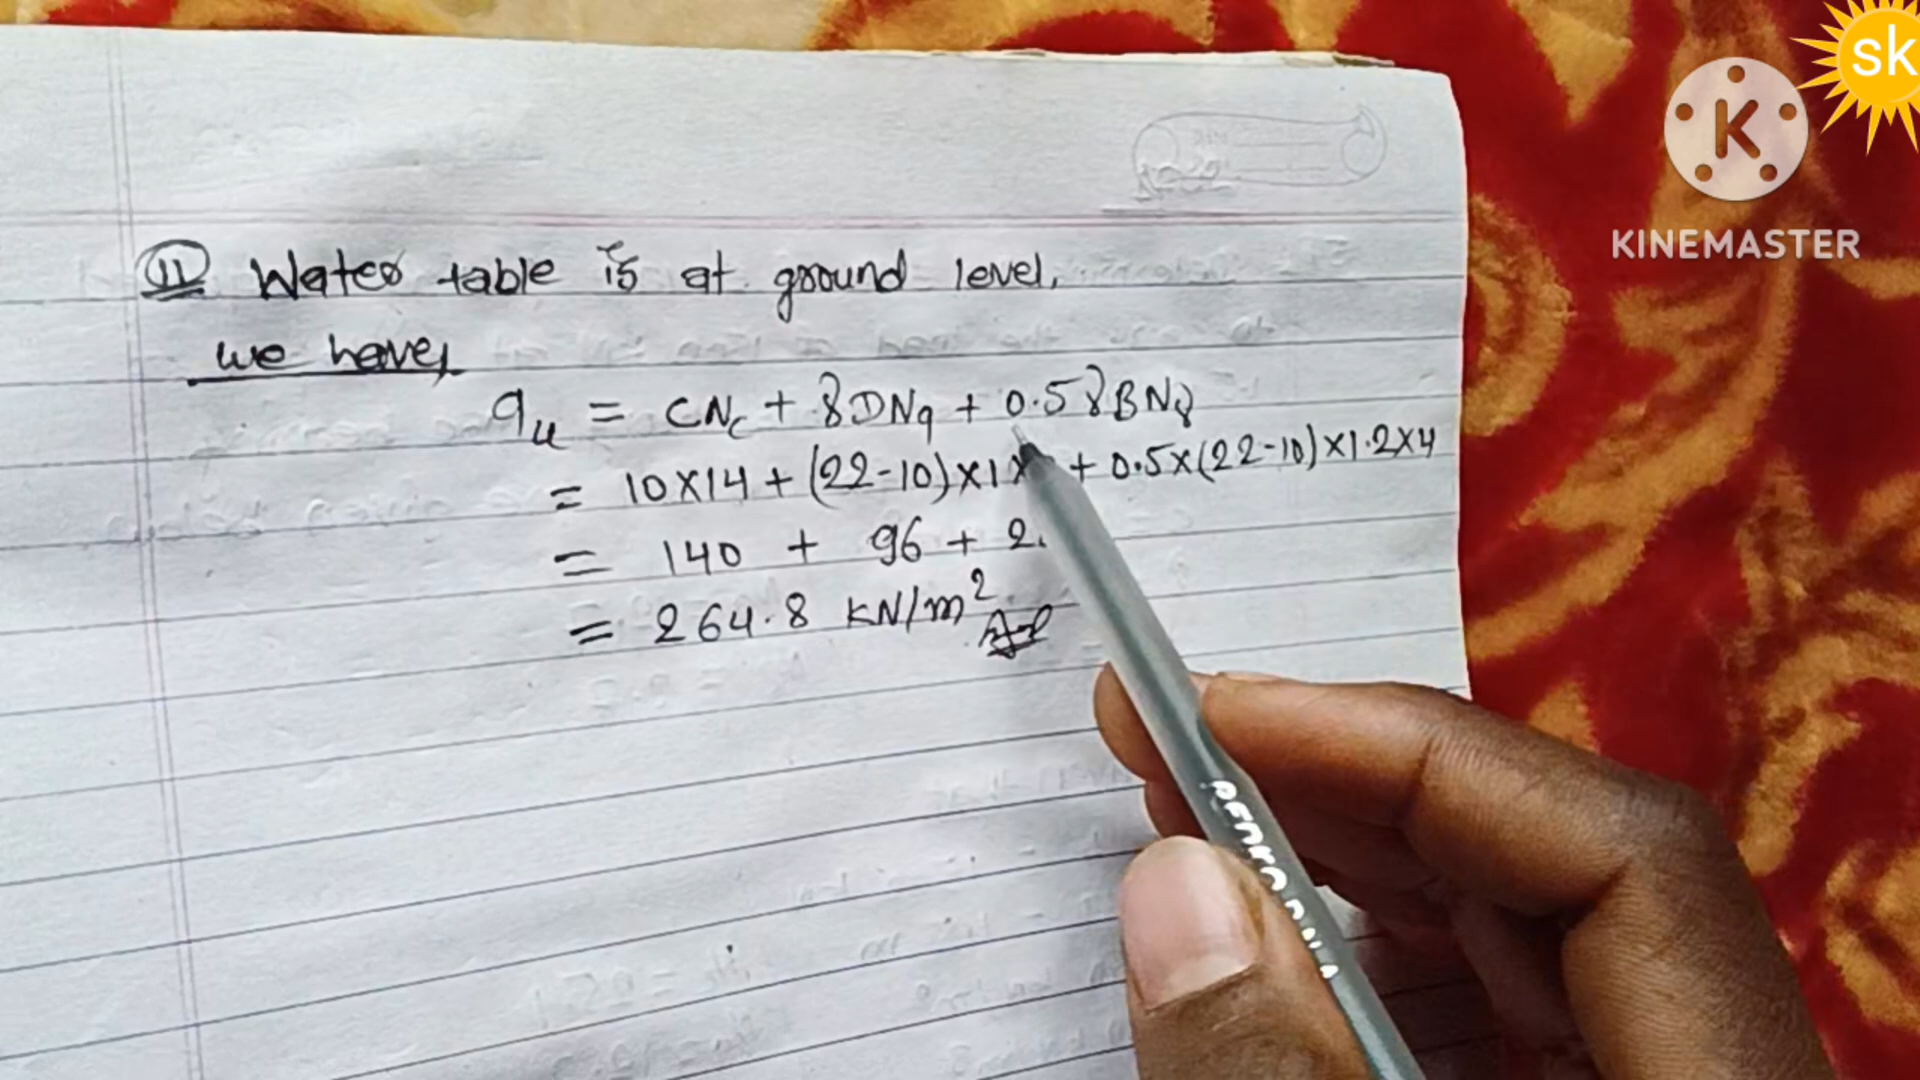 sk
KINEMASTER
(11) Water table is at ground level.
we have,
qu = CNc + γDNq + 0.5γBNγ
= 10×14 + (22-10)×1× + 0.5×(22-10)×1.2×4
= 140 + 96 + 2
= 264.8 KN/m²